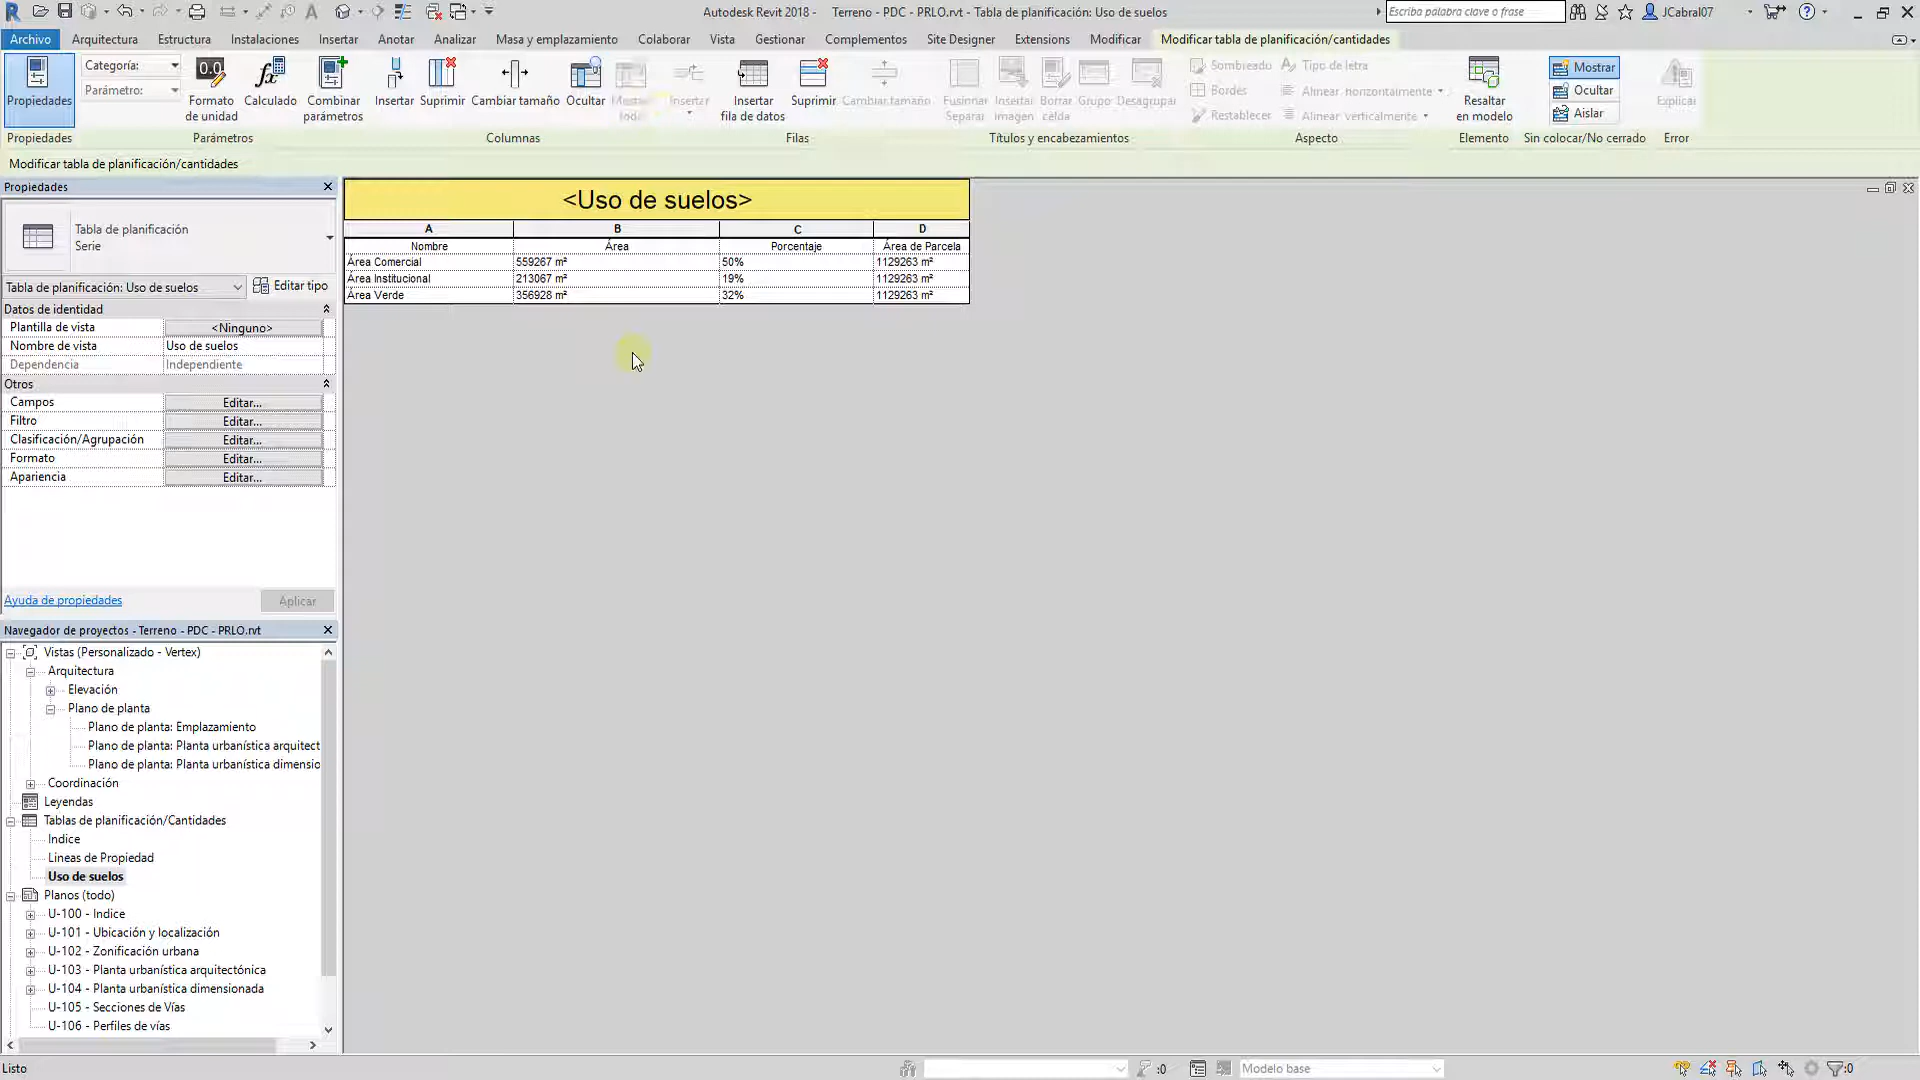 Autodesk Revit 2018 - Terreno - PDC - PRLO.rvt - Tabla de planificación: Uso de suelos
Escriba palabra clave o frase
JCabral07
Archivo Arquitectura Estructura Instalaciones Insertar Anotar Analizar Masa y emplazamiento Colaborar Vista Gestionar Complementos Site Designer Extensions Modificar Modificar tabla de planificación/cantidades
Propiedades
Categoría:
Parámetro:
0.0
Formato de unidad
fx
Calculado
Combinar parámetros
Insertar
Suprimir
Cambiar tamaño
Ocultar
Mostrar todo
Insertar
Insertar fila de datos
Suprimir
Cambiar tamaño
Fusionar Separar
Insertar imagen
Borrar celda
Grupo
Desagrupar
Sombreado
Bordes
Restablecer
Tipo de letra
Alinear horizontalmente
Alinear verticalmente
Resaltar en modelo
Mostrar
Ocultar
Aislar
Explicar
Propiedades Parámetros Columnas Filas Títulos y encabezamientos Aspecto Elemento Sin colocar/No cerrado Error
Modificar tabla de planificación/cantidades
Propiedades
Tabla de planificación
Serie
Tabla de planificación: Uso de suelos
Editar tipo
Datos de identidad
Plantilla de vista <Ninguno>
Nombre de vista Uso de suelos
Dependencia Independiente
Otros
Campos Editar...
Filtro Editar...
Clasificación/Agrupación Editar...
Formato Editar...
Apariencia Editar...
Ayuda de propiedades
Aplicar
<Uso de suelos>
A B C D
Nombre Área Porcentaje Área de Parcela
Área Comercial 559267 m² 50% 1129263 m²
Área Institucional 213067 m² 19% 1129263 m²
Área Verde 356928 m² 32% 1129263 m²
Navegador de proyectos - Terreno - PDC - PRLO.rvt
Vistas (Personalizado - Vertex)
Arquitectura
Elevación
Plano de planta
Plano de planta: Emplazamiento
Plano de planta: Planta urbanística arquitect
Plano de planta: Planta urbanística dimensio
Coordinación
Leyendas
Tablas de planificación/Cantidades
Indice
Lineas de Propiedad
Uso de suelos
Planos (todo)
U-100 - Indice
U-101 - Ubicación y localización
U-102 - Zonificación urbana
U-103 - Planta urbanística arquitectónica
U-104 - Planta urbanística dimensionada
U-105 - Secciones de Vías
U-106 - Perfiles de vías
Listo
:0
Modelo base
:0